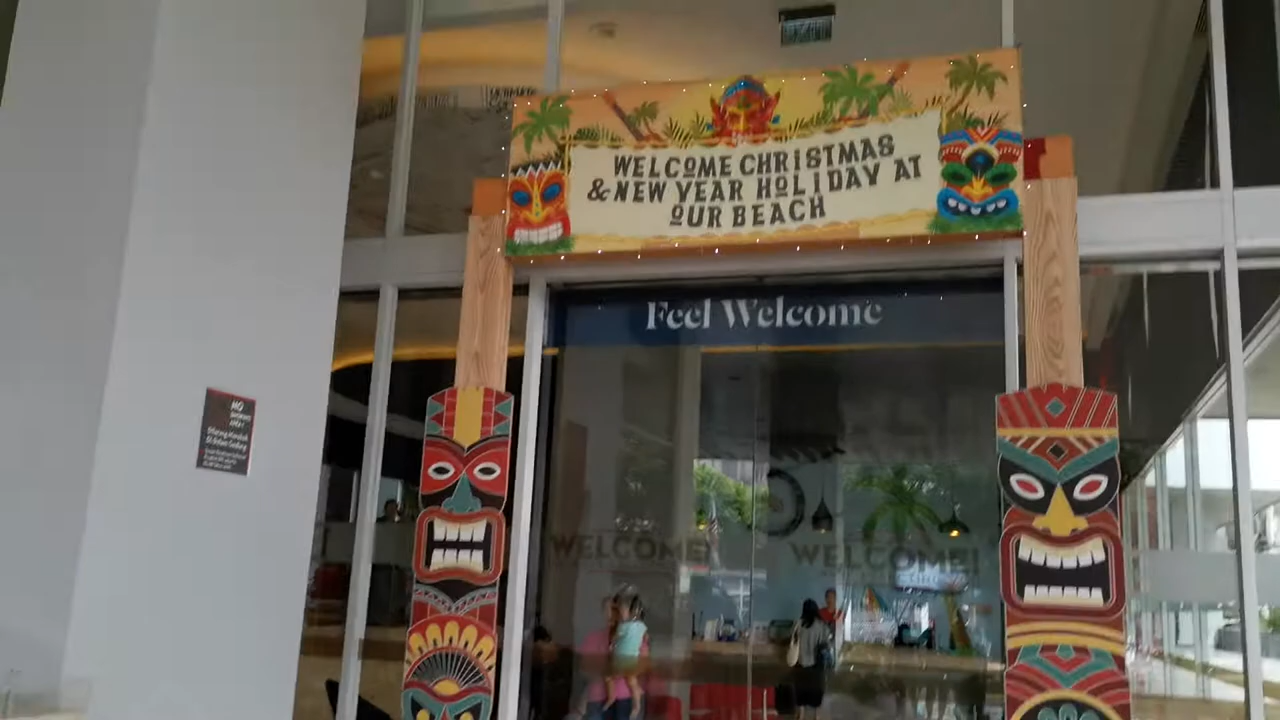 WELCOME CHRISTMAS
& NEW YEAR HOLIDAY AT
OUR BEACH
Feel Welcome
WELCOME!
WELCOME!
NO